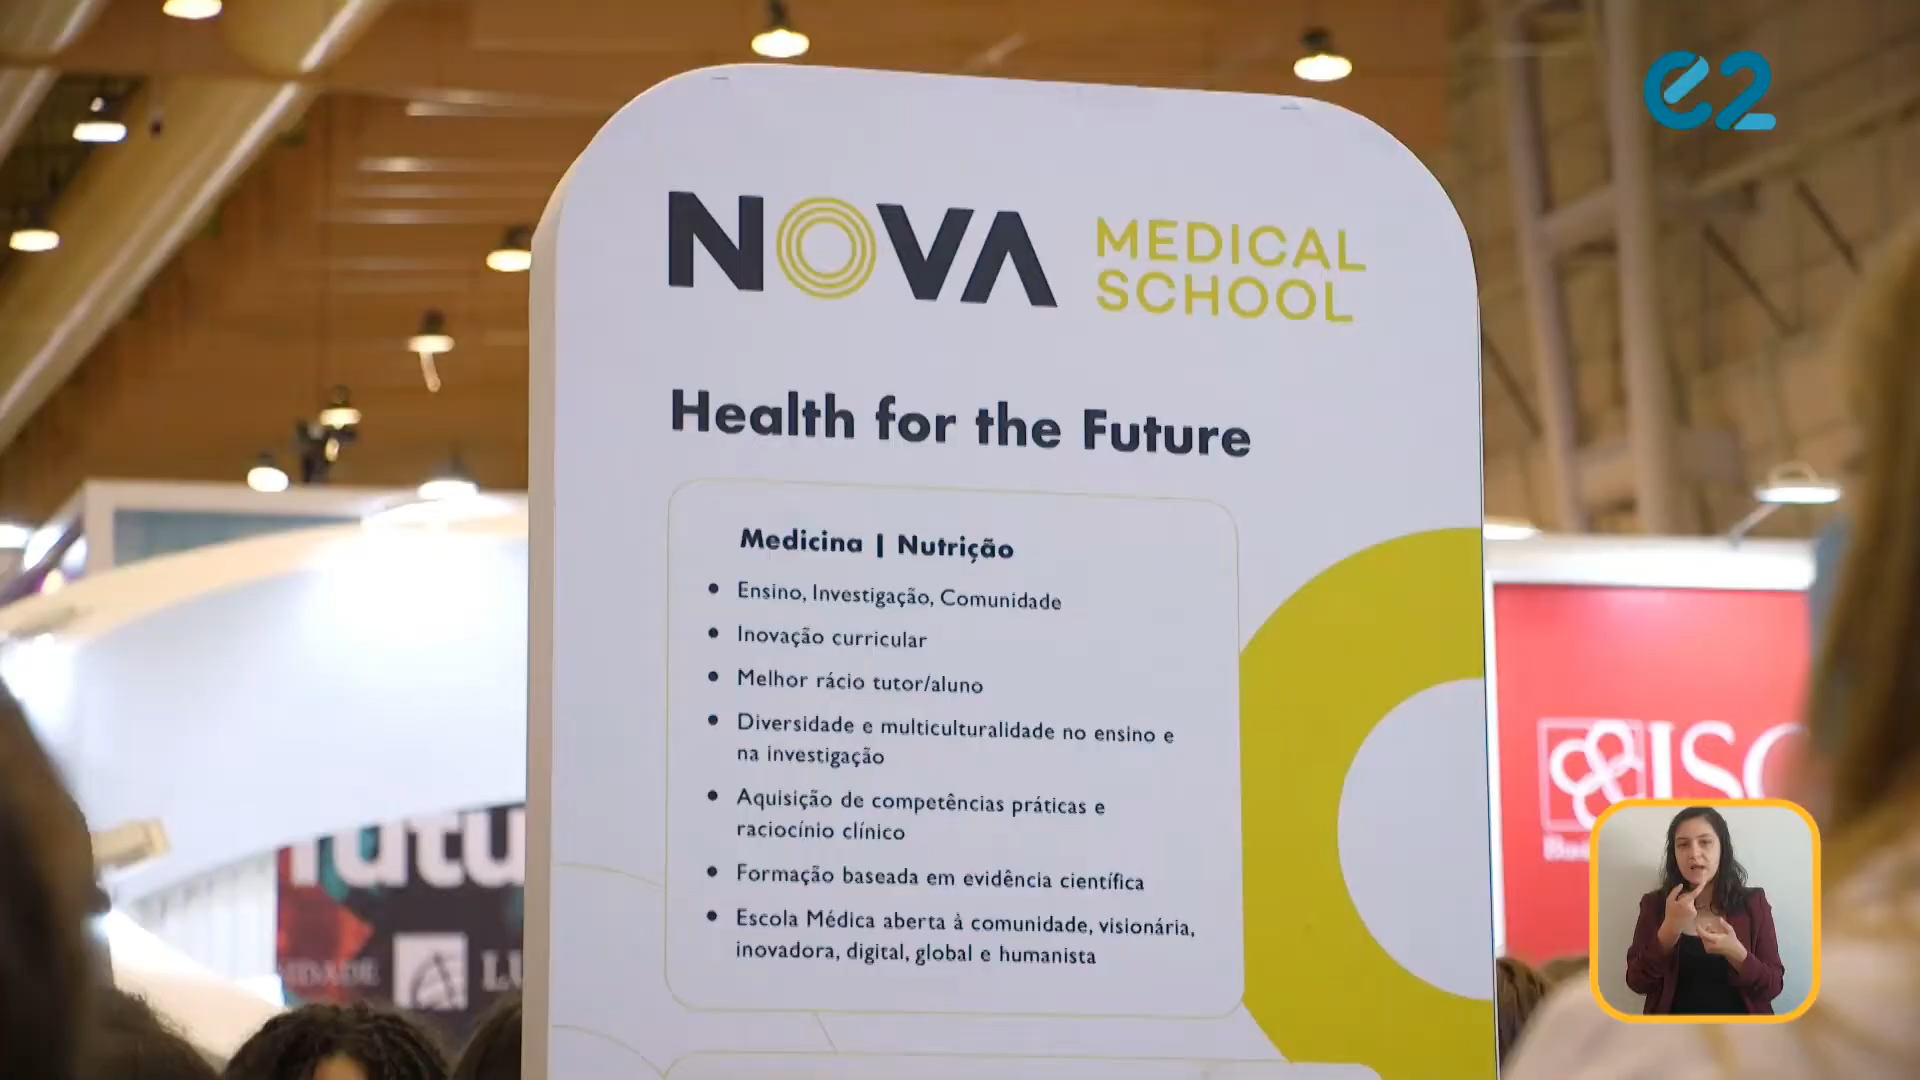 e2
NOVA
MEDICAL
SCHOOL
Health for the Future
Medicina | Nutrição
• Ensino, Investigação, Comunidade
• Inovação curricular
• Melhor rácio tutor/aluno
• Diversidade e multiculturalidade no ensino e
na investigação
• Aquisição de competências práticas e
raciocínio clínico
• Formação baseada em evidência científica
• Escola Médica aberta à comunidade, visionária,
inovadora, digital, global e humanista